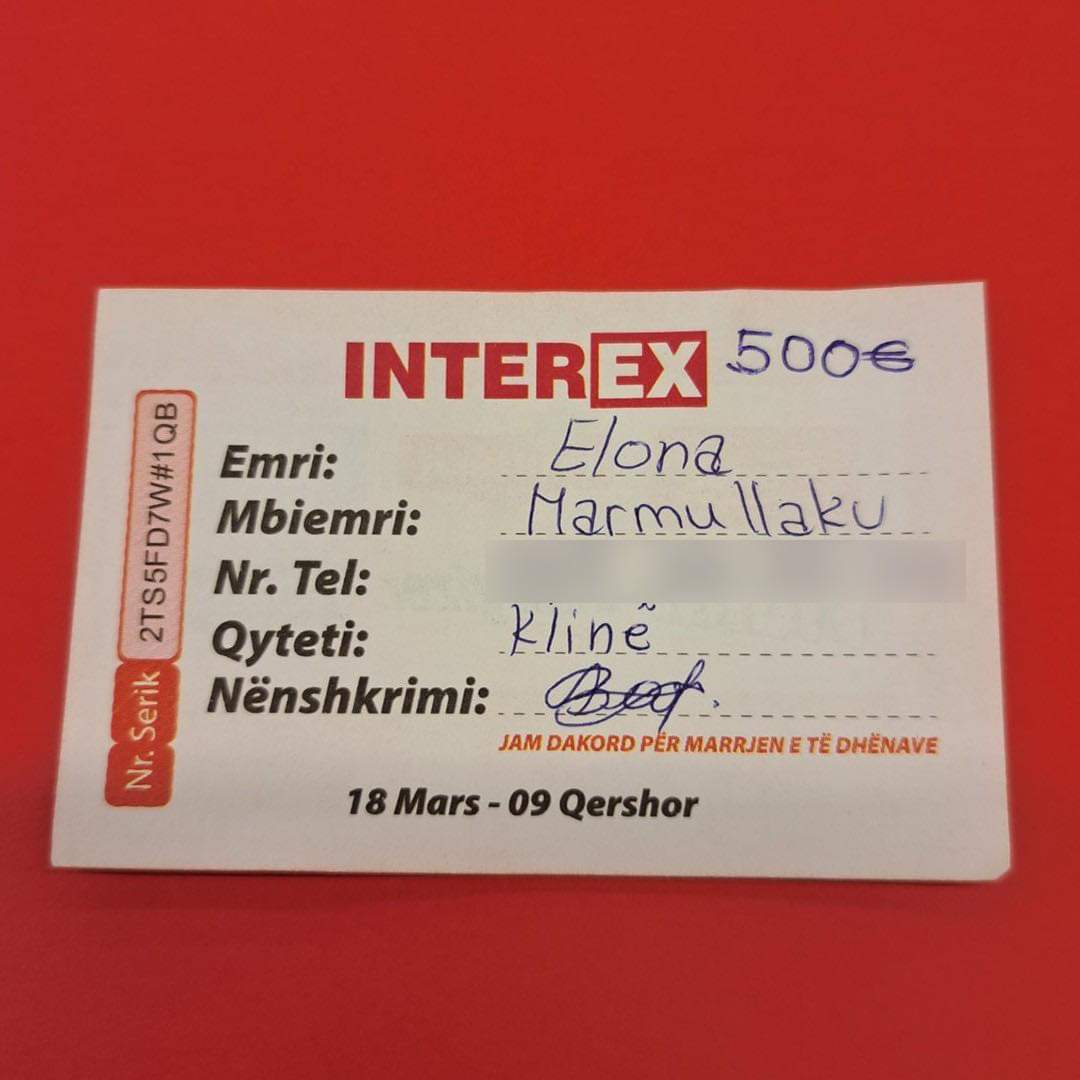 INTEREX 500€
Emri: Elona
Mbiemri: Marmullaku
Nr. Tel:
Qyteti: Klinë
Nënshkrimi:
JAM DAKORD PËR MARRJEN E TË DHËNAVE
18 Mars - 09 Qershor
Nr. Serik 2TS5FD7W#1QB